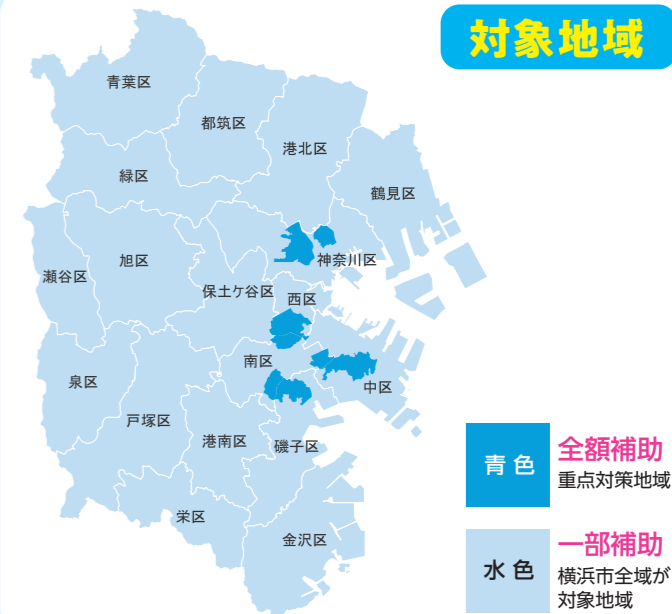 対象地域
青葉区
都筑区
港北区
緑区
鶴見区
瀬谷区
旭区
神奈川区
保土ケ谷区
西区
南区
中区
泉区
戸塚区
港南区
磯子区
栄区
金沢区
青色
全額補助
重点対策地域
水色
一部補助
横浜市全域が
対象地域